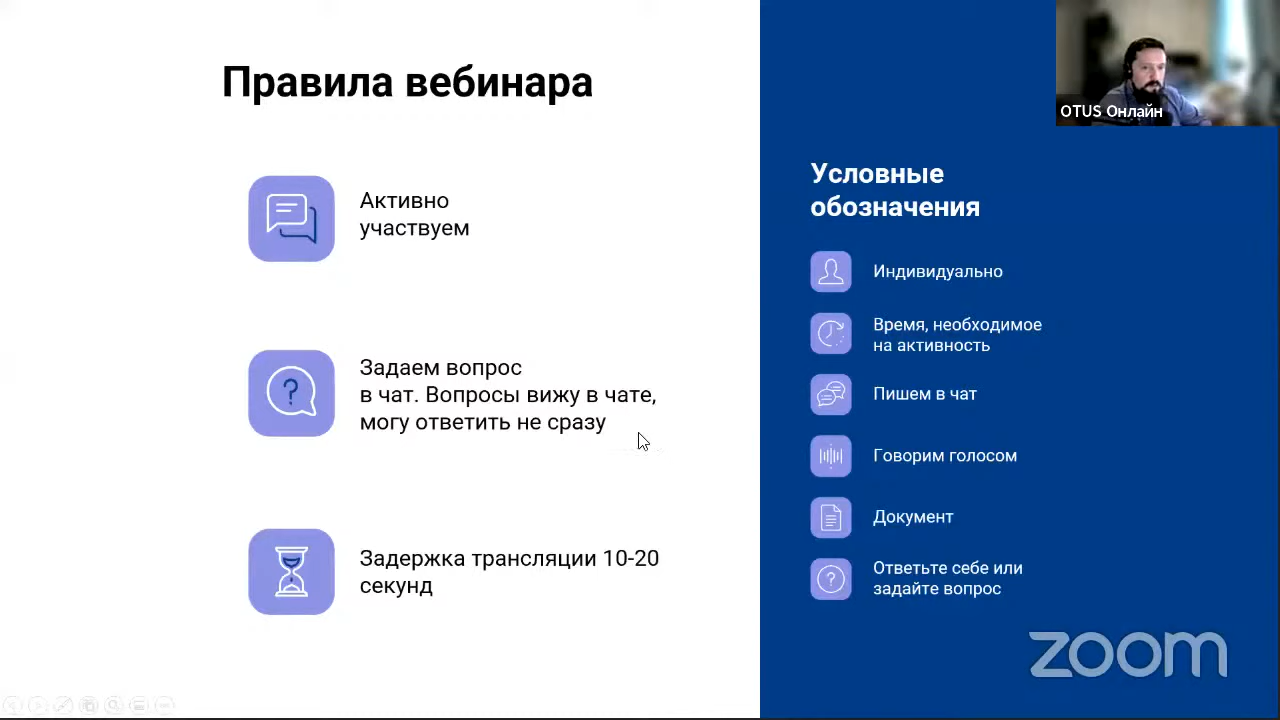 Правила вебинара
Активно
участвуем
Задаем вопрос
в чат. Вопросы вижу в чате,
могу ответить не сразу
Задержка трансляции 10-20
секунд
OTUS Онлайн
Условные
обозначения
Индивидуально
Время, необходимое
на активность
Пишем в чат
Говорим голосом
Документ
Ответьте себе или
задайте вопрос
zoom